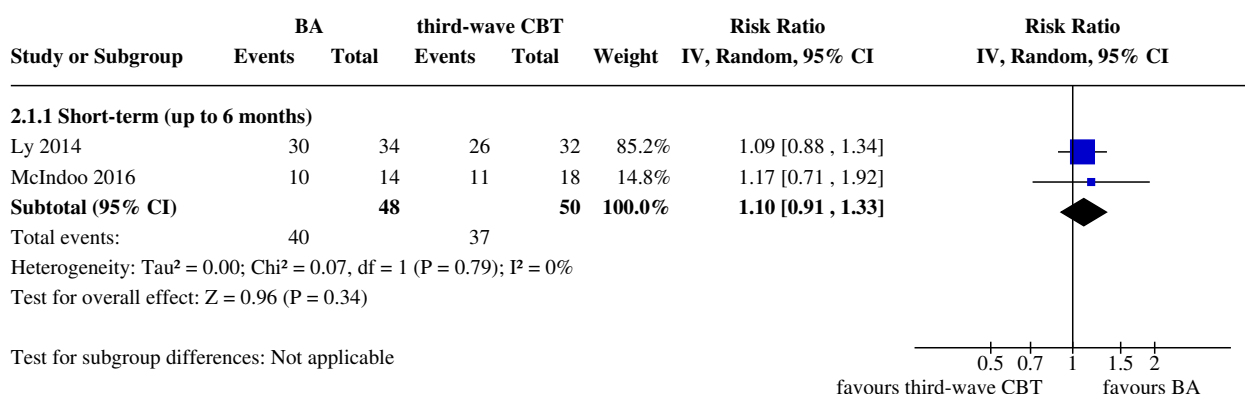 BA third-wave CBT Risk Ratio Risk Ratio
Study or Subgroup Events Total Events Total Weight IV, Random, 95% CI IV, Random, 95% CI
2.1.1 Short-term (up to 6 months)
Ly 2014 30 34 26 32 85.2% 1.09 [0.88 , 1.34]
McIndoo 2016 10 14 11 18 14.8% 1.17 [0.71 , 1.92]
Subtotal (95% CI) 48 50 100.0% 1.10 [0.91 , 1.33]
Total events: 40 37
Heterogeneity: Tau² = 0.00; Chi² = 0.07, df = 1 (P = 0.79); I² = 0%
Test for overall effect: Z = 0.96 (P = 0.34)
Test for subgroup differences: Not applicable
0.5 0.7 1 1.5 2
favours third-wave CBT favours BA